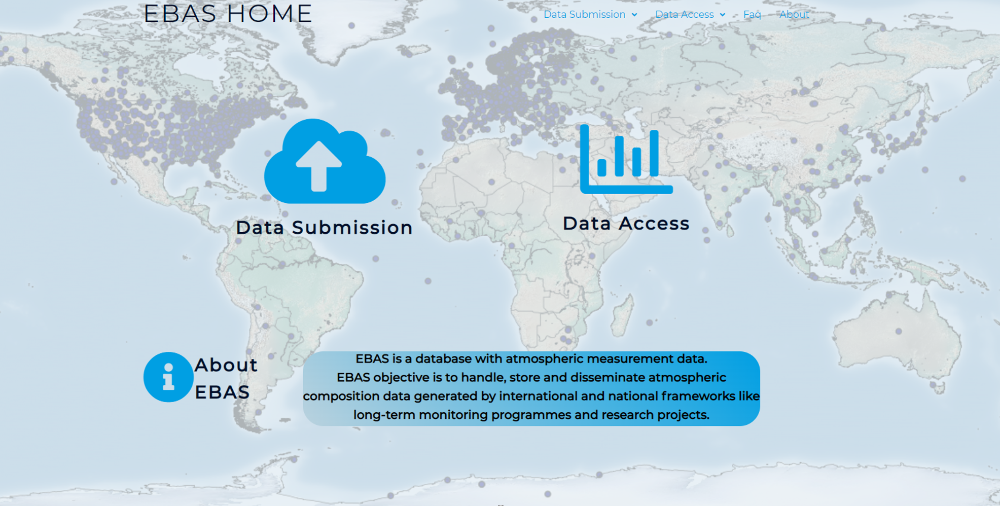 EBAS HOME
Data Submission
Data Access
Faq
About
Data Submission
Data Access
About
EBAS
EBAS is a database with atmospheric measurement data.
EBAS objective is to handle, store and disseminate atmospheric
composition data generated by international and national frameworks like
long-term monitoring programmes and research projects.